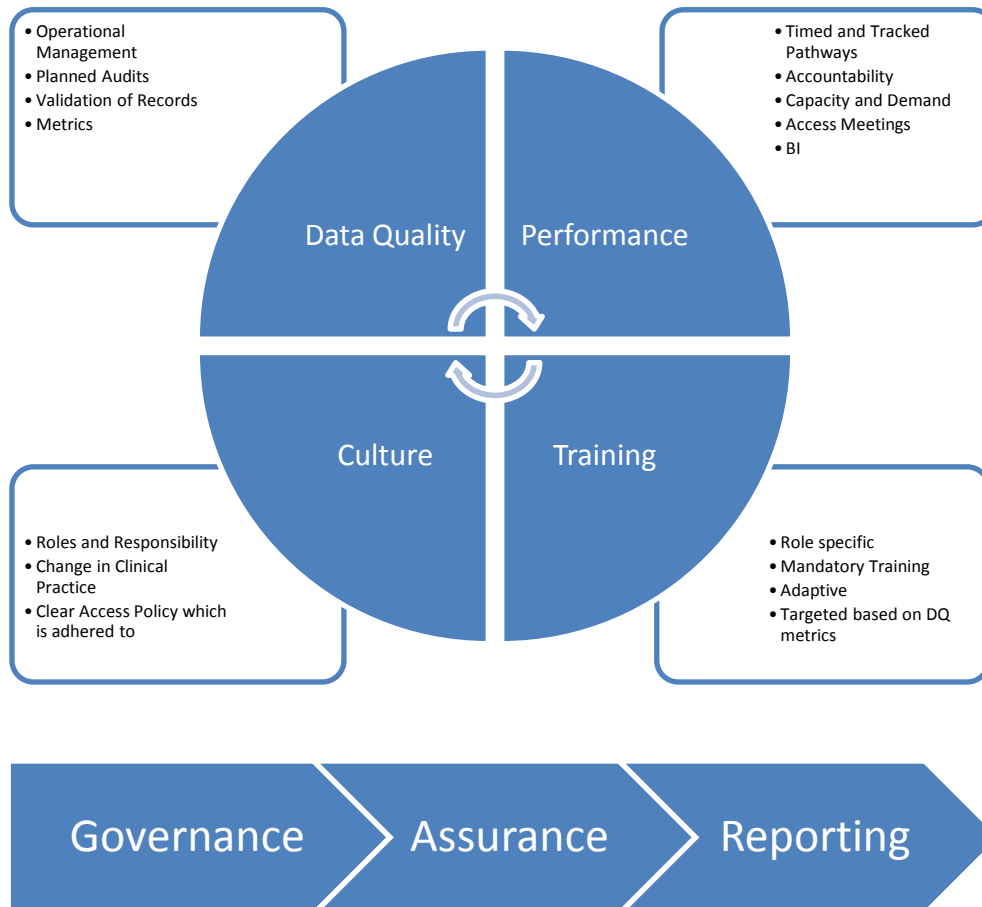 • Operational
Management
• Planned Audits
• Validation of Records
• Metrics
• Timed and Tracked
Pathways
• Accountability
• Capacity and Demand
• Access Meetings
• BI
Data Quality
Performance
Culture
Training
• Roles and Responsibility
• Change in Clinical
Practice
• Clear Access Policy which
is adhered to
• Role specific
• Mandatory Training
• Adaptive
• Targeted based on DQ
metrics
Governance
Assurance
Reporting